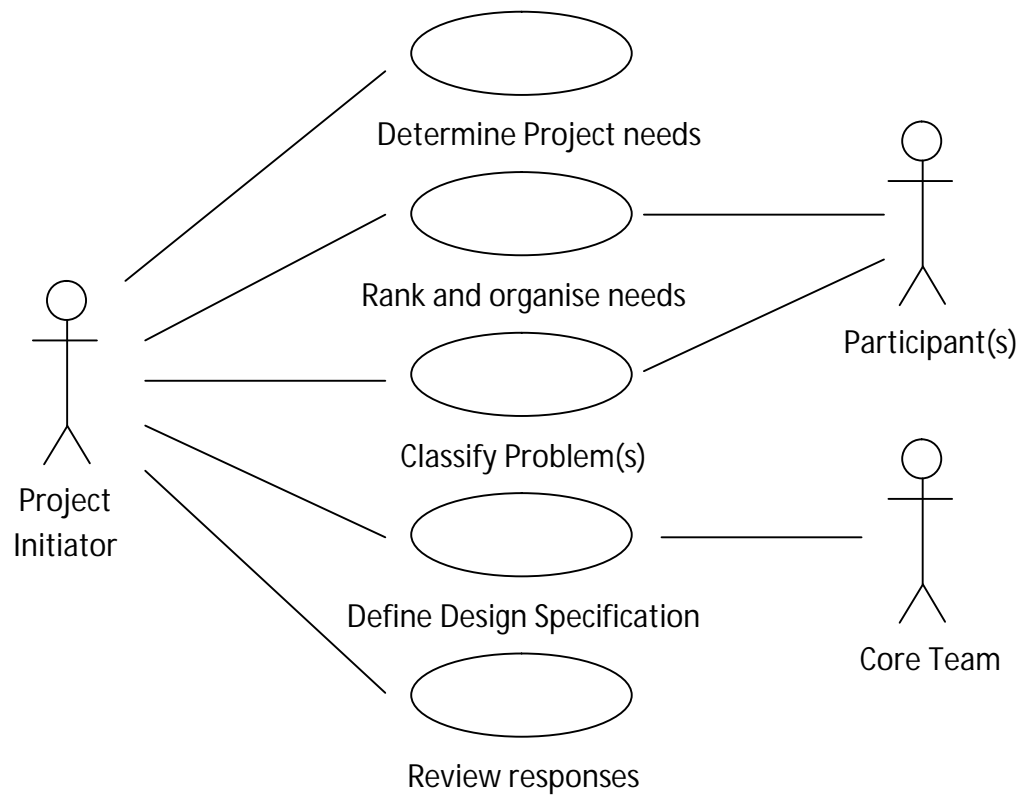 Determine Project needs
Rank and organise needs
Participant(s)
Classify Problem(s)
Project
Initiator
Define Design Specification
Core Team
Review responses